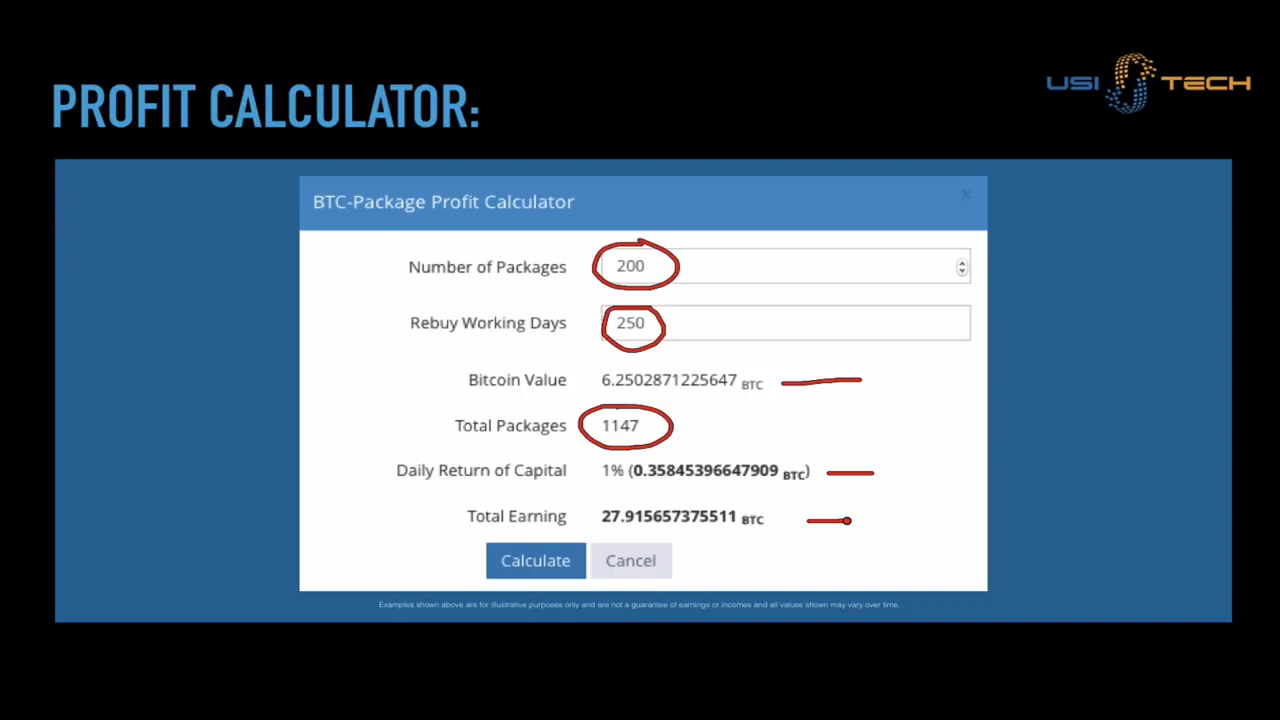 USI TECH
PROFIT CALCULATOR:
BTC-Package Profit Calculator ×
Number of Packages 200
Rebuy Working Days 250
Bitcoin Value 6.2502871225647 BTC
Total Packages 1147
Daily Return of Capital 1% (0.35845396647909 BTC)
Total Earning 27.915657375511 BTC
Calculate Cancel
Examples shown above are for illustrative purposes only and are not a guarantee of earnings or incomes and all values shown may vary over time.